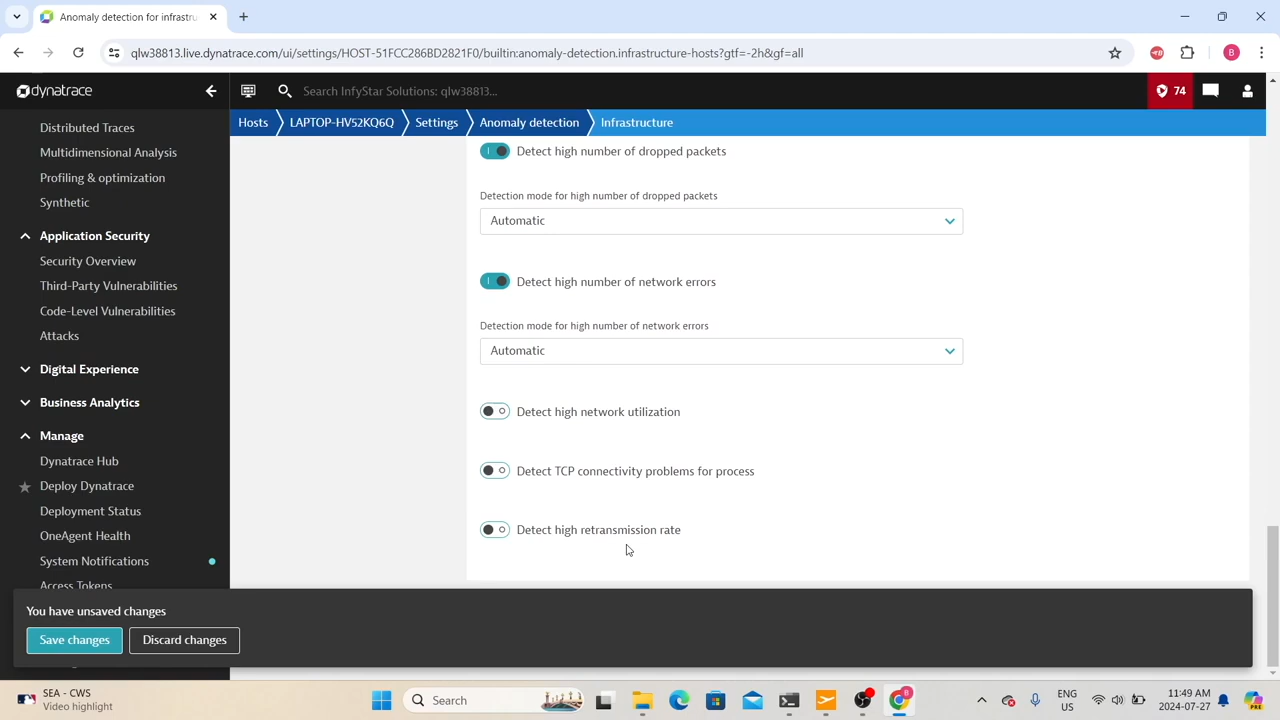 Anomaly detection for infrastru
qlw38813.live.dynatrace.com/ui/settings/HOST-51FCC286BD2821F0/builtin:anomaly-detection.infrastructure-hosts?gtf=-2h&gf=all
B
dynatrace
Search InfyStar Solutions: qlw38813...
74
Hosts
LAPTOP-HV52KQ6Q
Settings
Anomaly detection
Infrastructure
Distributed Traces
Multidimensional Analysis
Profiling & optimization
Synthetic
Application Security
Security Overview
Third-Party Vulnerabilities
Code-Level Vulnerabilities
Attacks
Digital Experience
Business Analytics
Manage
Dynatrace Hub
Deploy Dynatrace
Deployment Status
OneAgent Health
System Notifications
Access Tokens
Detect high number of dropped packets
Detection mode for high number of dropped packets
Automatic
Detect high number of network errors
Detection mode for high number of network errors
Automatic
Detect high network utilization
Detect TCP connectivity problems for process
Detect high retransmission rate
You have unsaved changes
Save changes
Discard changes
SEA - CWS
Video highlight
Search
ENG
US
11:49 AM
2024-07-27